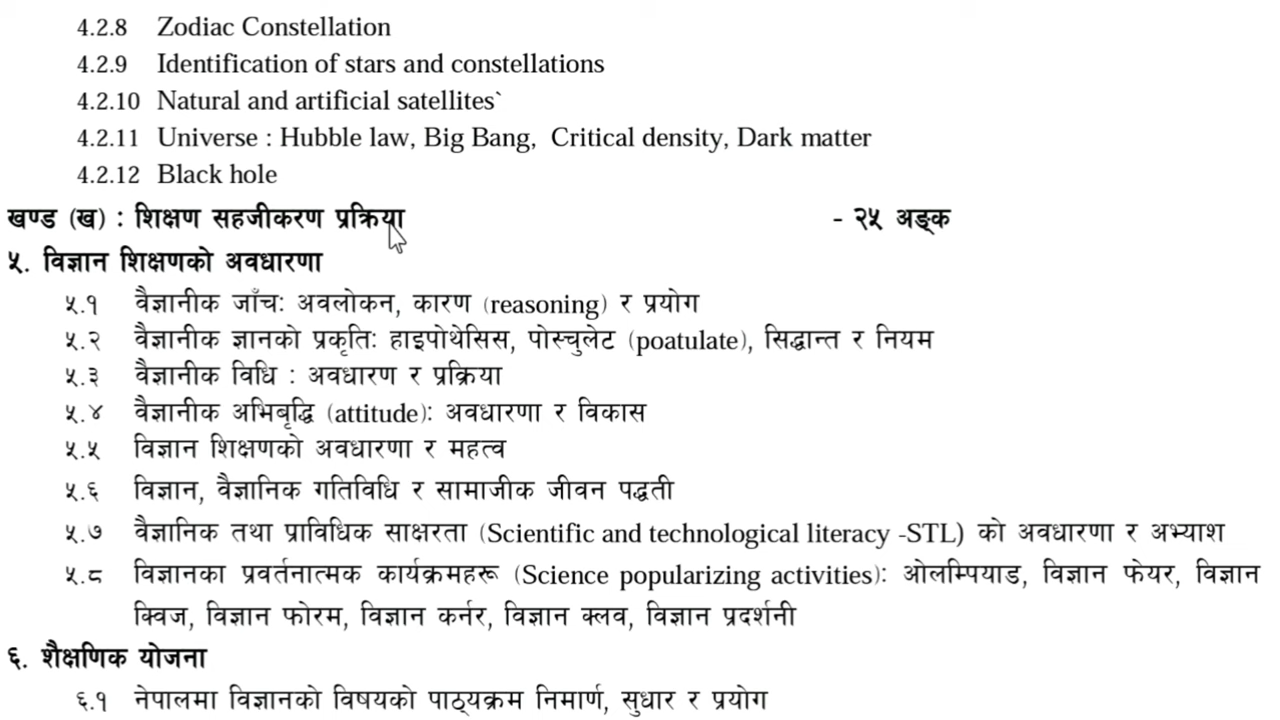 4.2.8 Zodiac Constellation
4.2.9 Identification of stars and constellations
4.2.10 Natural and artificial satellites`
4.2.11 Universe : Hubble law, Big Bang, Critical density, Dark matter
4.2.12 Black hole
खण्ड (ख) : शिक्षण सहजीकरण प्रक्रिया - २५ अङ्क
५. विज्ञान शिक्षणको अवधारणा
५.१ वैज्ञानीक जाँचः अवलोकन, कारण (reasoning) र प्रयोग
५.२ वैज्ञानीक ज्ञानको प्रकृतिः हाइपोथेसिस, पोस्चुलेट (poatulate), सिद्धान्त र नियम
५.३ वैज्ञानीक विधि : अवधारण र प्रक्रिया
५.४ वैज्ञानीक अभिबृद्धि (attitude): अवधारणा र विकास
५.५ विज्ञान शिक्षणको अवधारणा र महत्व
५.६ विज्ञान, वैज्ञानिक गतिविधि र सामाजीक जीवन पद्धती
५.७ वैज्ञानिक तथा प्राविधिक साक्षरता (Scientific and technological literacy -STL) को अवधारणा र अभ्याश
५.८ विज्ञानका प्रवर्तनात्मक कार्यक्रमहरू (Science popularizing activities): ओलम्पियाड, विज्ञान फेयर, विज्ञान
क्विज, विज्ञान फोरम, विज्ञान कर्नर, विज्ञान क्लव, विज्ञान प्रदर्शनी
६. शैक्षणिक योजना
६.१ नेपालमा विज्ञानको विषयको पाठ्यक्रम निमार्ण, सुधार र प्रयोग